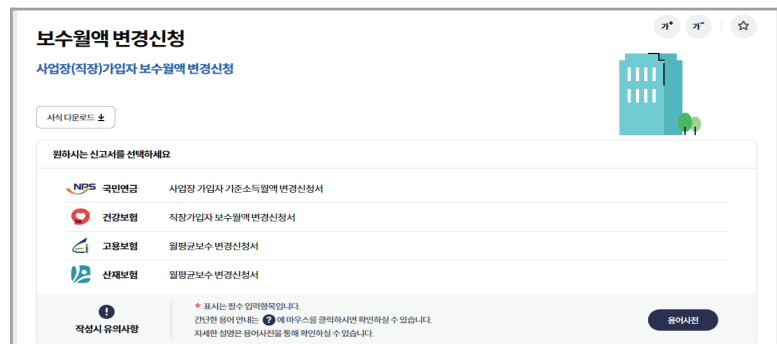 보수월액 변경신청
가+ 가-
사업장(직장)가입자 보수월액 변경신청
서식 다운로드
원하시는 신고서를 선택하세요
NPS 국민연금 사업장 가입자 기준소득월액 변경신청서
건강보험 직장가입자 보수월액 변경신청서
고용보험 월평균보수 변경신청서
산재보험 월평균보수 변경신청서
작성시 유의사항
* 표시는 필수 입력항목입니다.
간단한 용어 안내는 ? 에 마우스를 클릭하시면 확인하실 수 있습니다.
자세한 설명은 용어사전을 통해 확인하실 수 있습니다.
용어사전